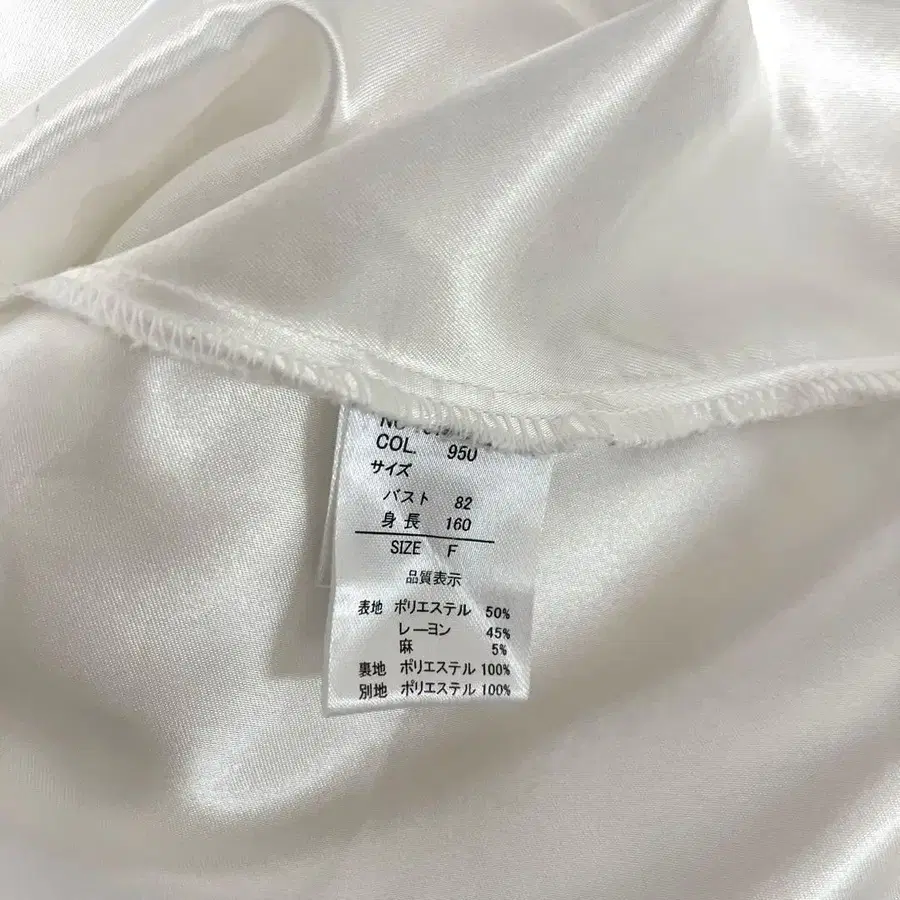 COL. 950
サイズ
バスト 82
身長 160
SIZE F
品質表示
表地 ポリエステル 50%
レーヨン 45%
麻 5%
裏地 ポリエステル 100%
別地 ポリエステル 100%